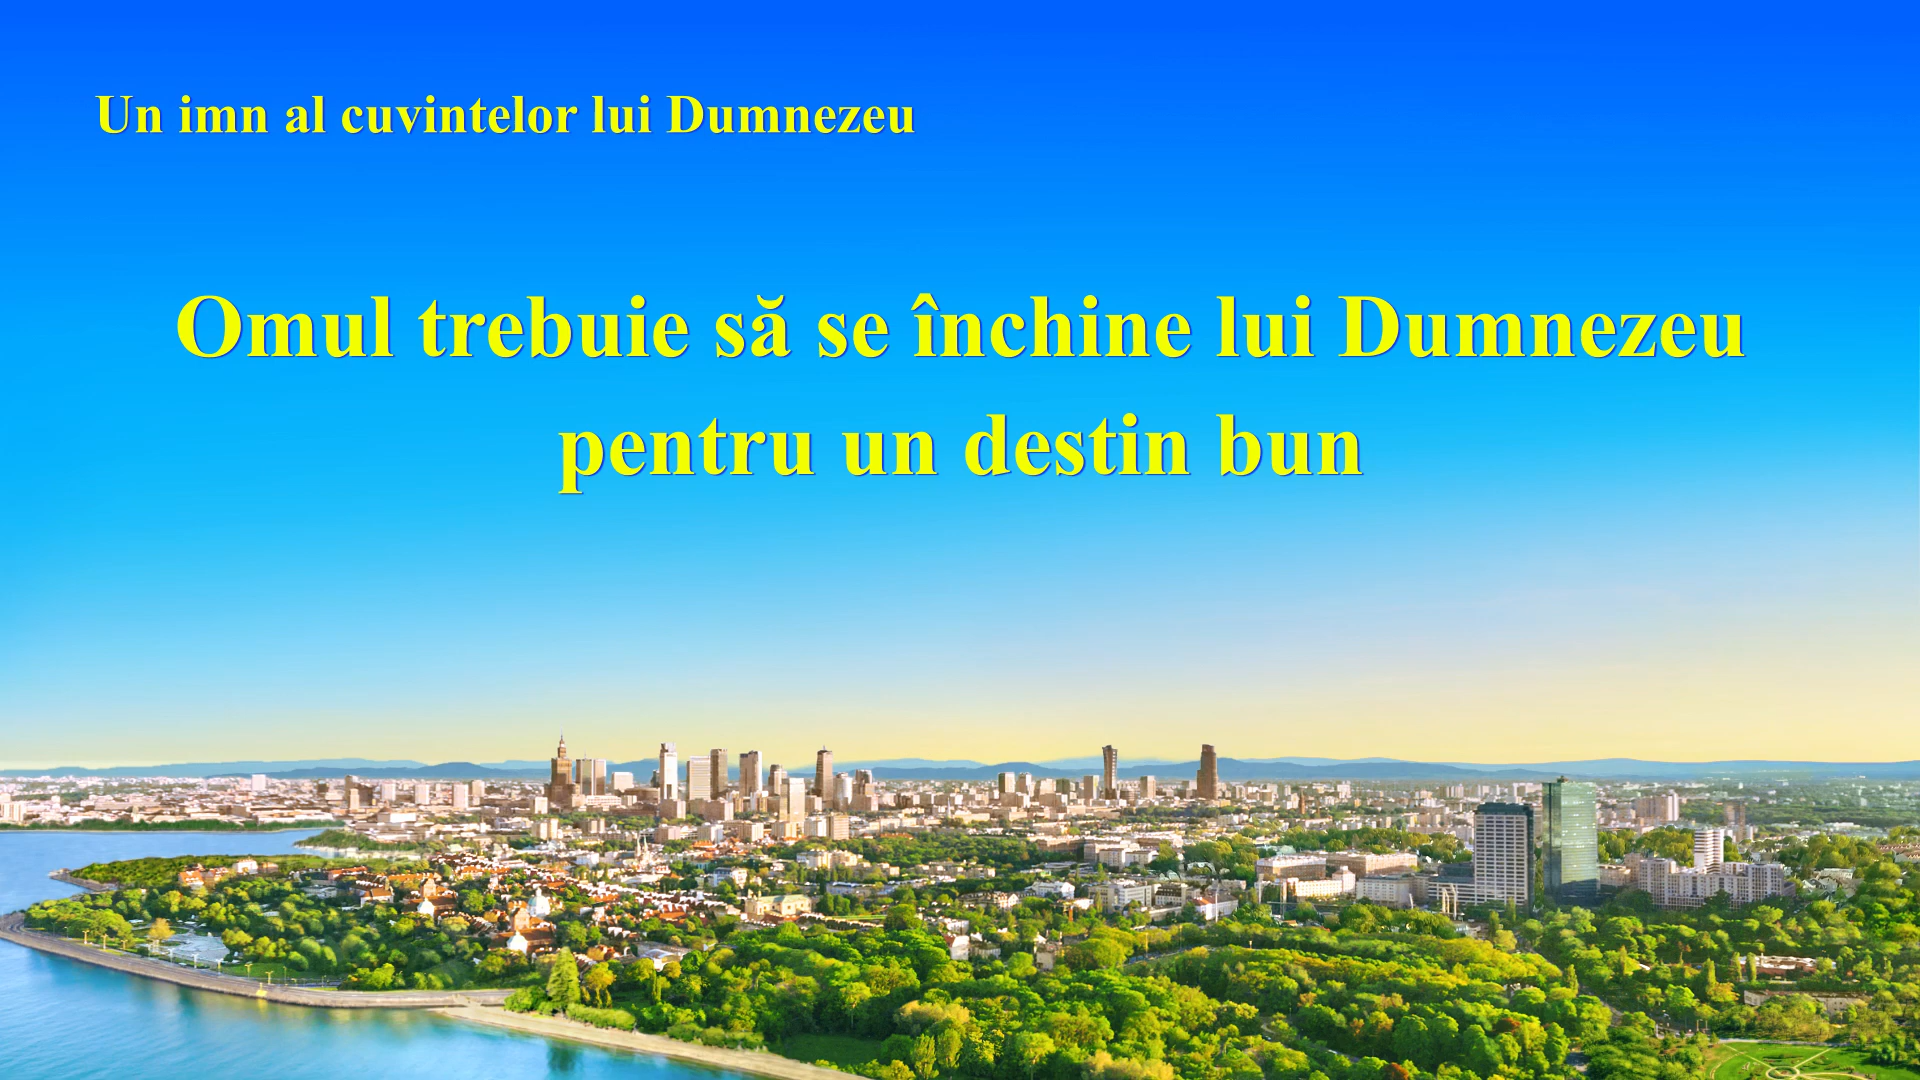 Un imn al cuvintelor lui Dumnezeu
Omul trebuie să se închine lui Dumnezeu
pentru un destin bun